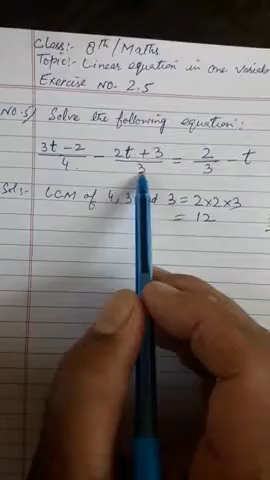 Class:- 8th/Maths
Topic:- Linear equation in one variable
Exercise NO. 2.5
NO.5) Solve the following equation:
(3t-2)/4 - (2t+3)/3 = 2/3 - t
Sol:- LCM of 4, 3 and 3 = 2×2×3
= 12